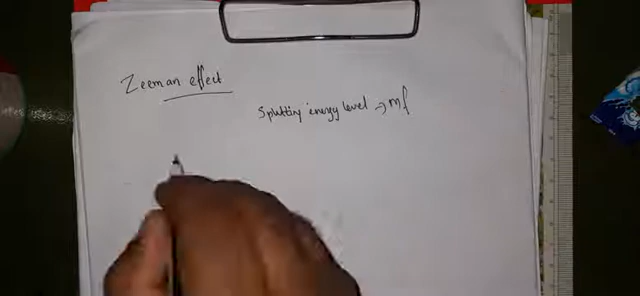 Zeeman effect
Splitting energy level → mf